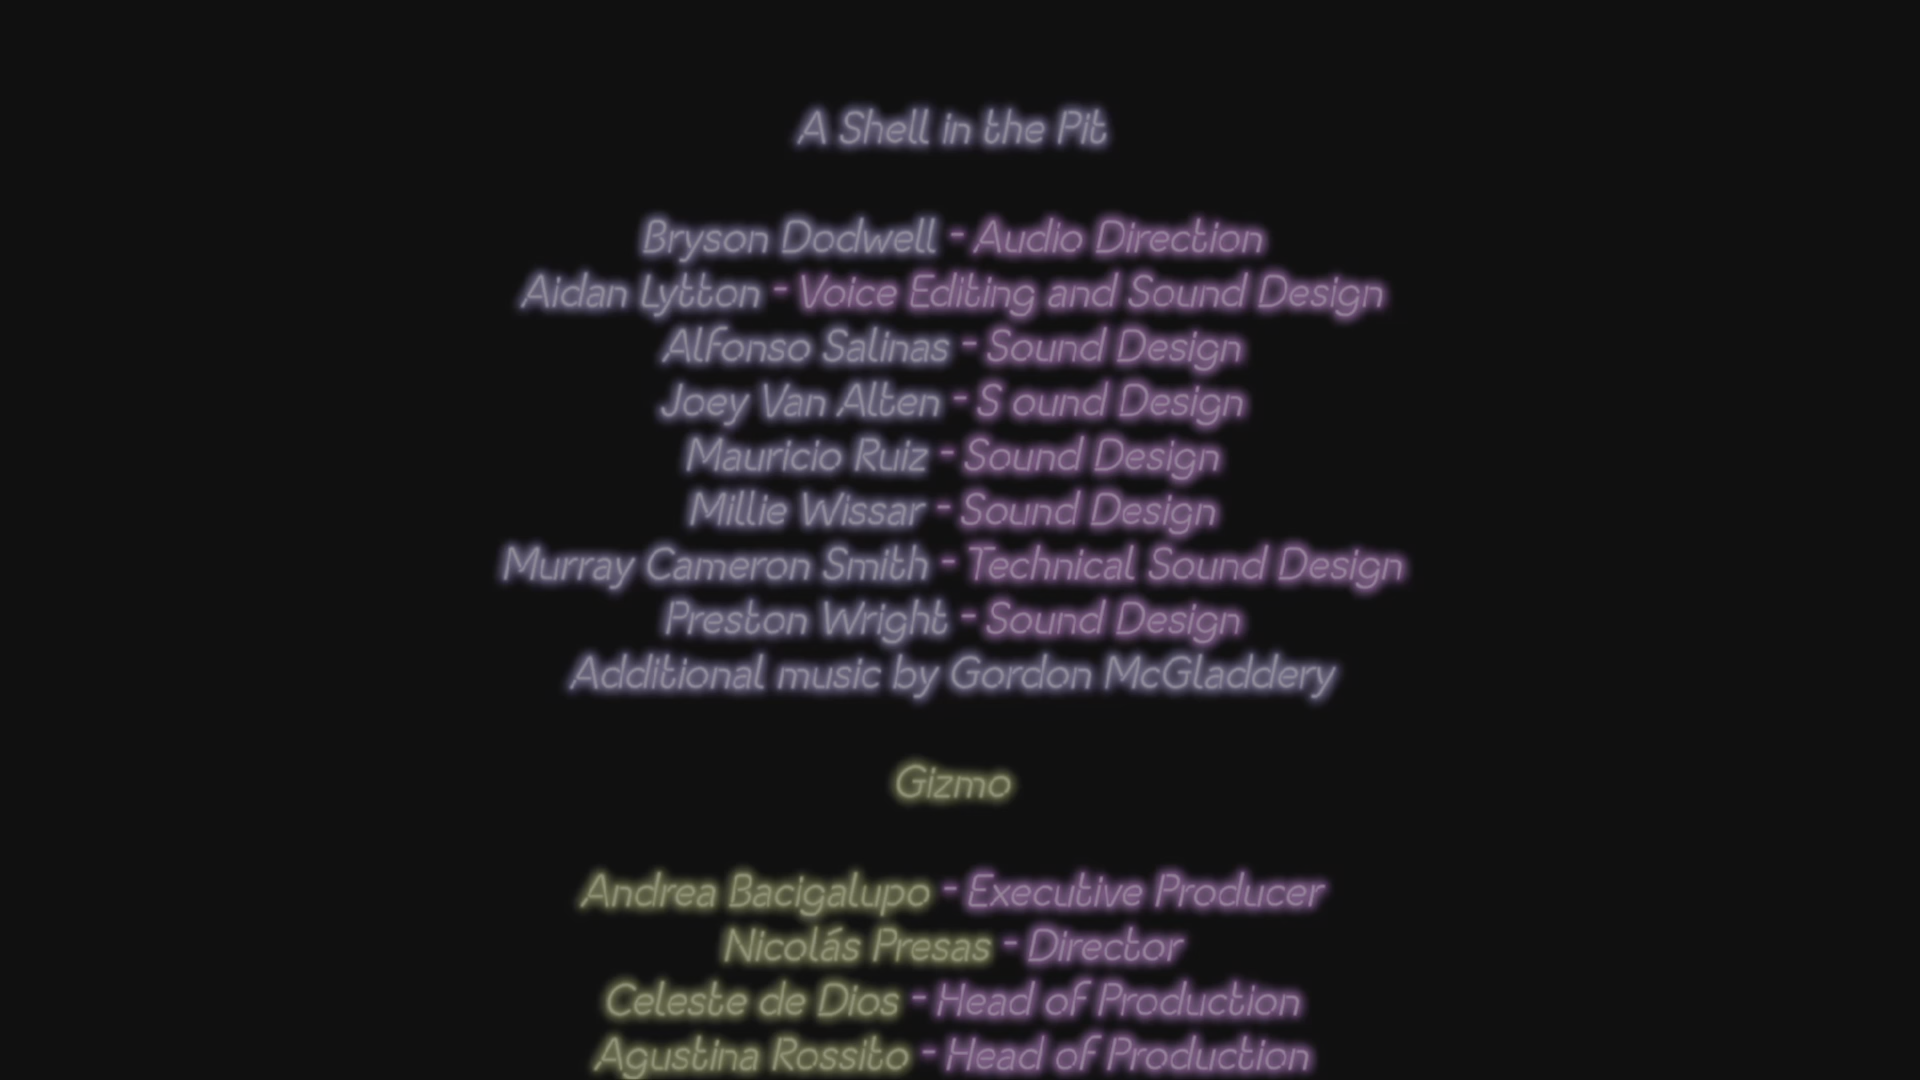 A Shell in the Pit
Bryson Dodwell - Audio Direction
Aidan Lytton - Voice Editing and Sound Design
Alfonso Salinas - Sound Design
Joey Van Alten - S ound Design
Mauricio Ruiz - Sound Design
Millie Wissar - Sound Design
Murray Cameron Smith - Technical Sound Design
Preston Wright - Sound Design
Additional music by Gordon McGladdery
Gizmo
Andrea Bacigalupo - Executive Producer
Nicolás Presas - Director
Celeste de Dios - Head of Production
Agustina Rossito - Head of Production